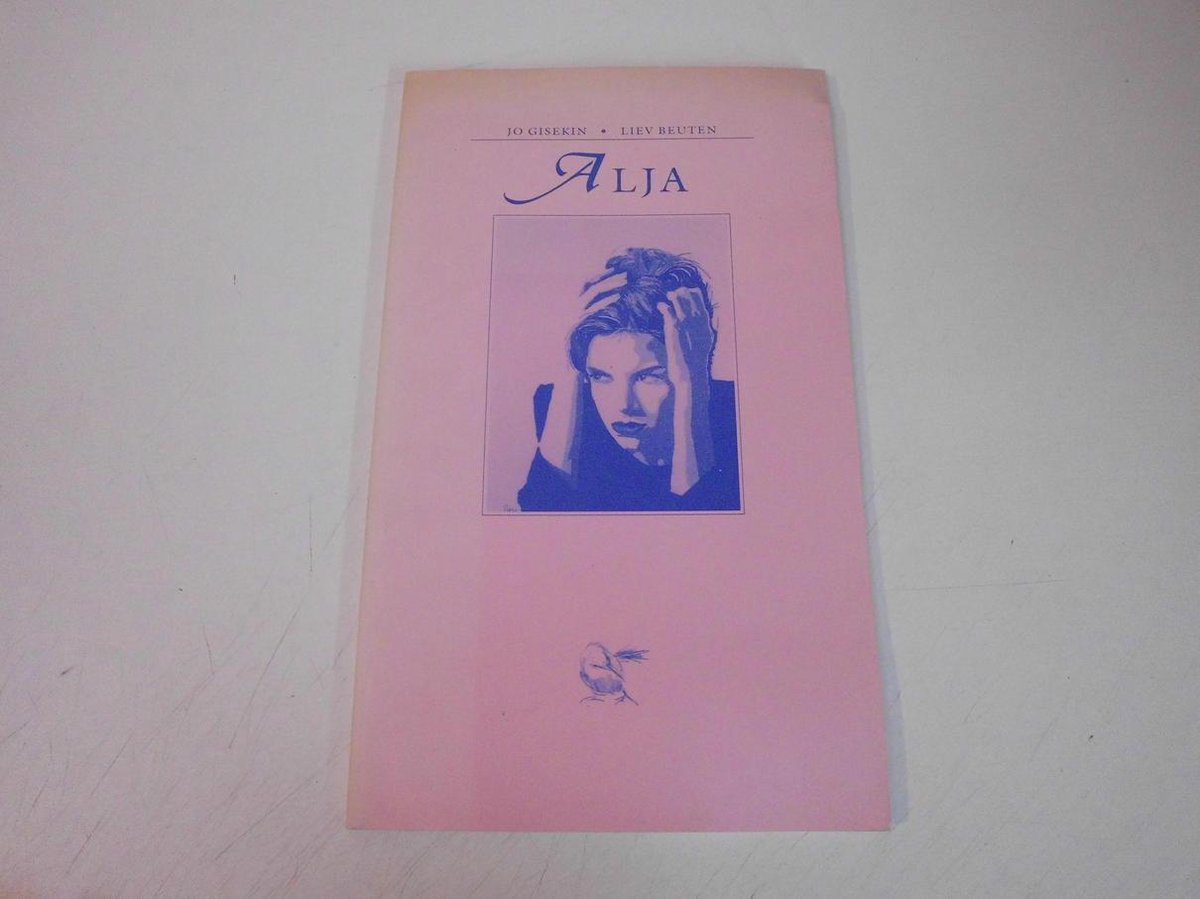 JO GISEKIN • LIEV BEUTEN
ALJA